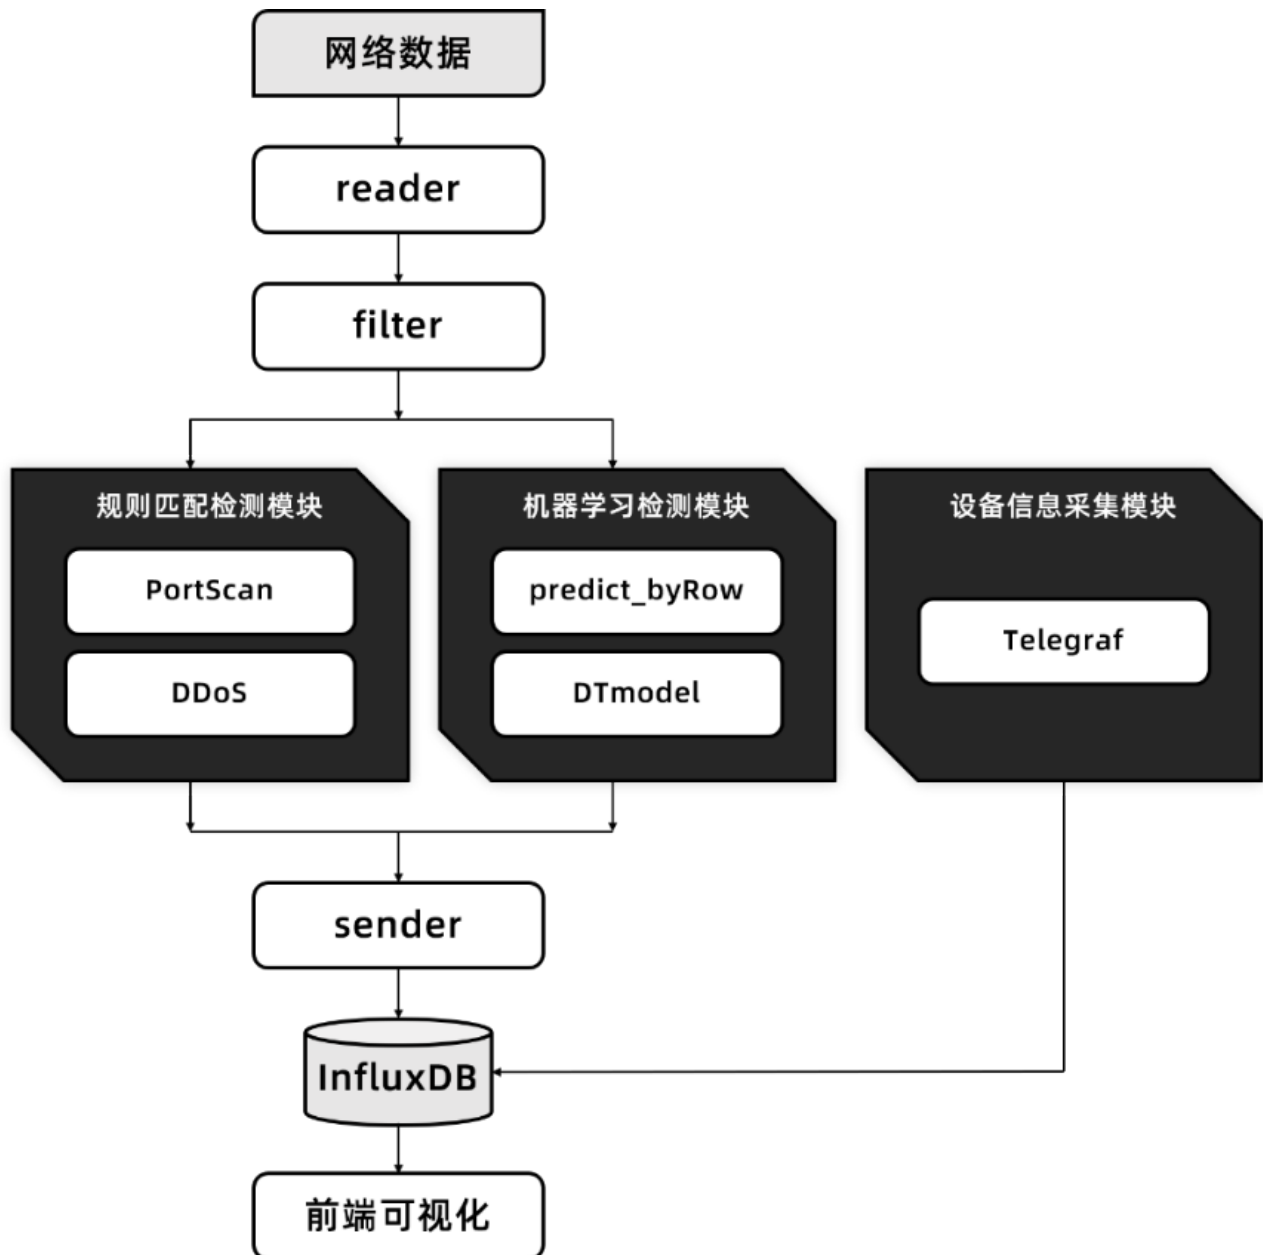 网络数据
reader
filter
规则匹配检测模块
PortScan
DDoS
机器学习检测模块
predict_byRow
DTmodel
设备信息采集模块
Telegraf
sender
InfluxDB
前端可视化